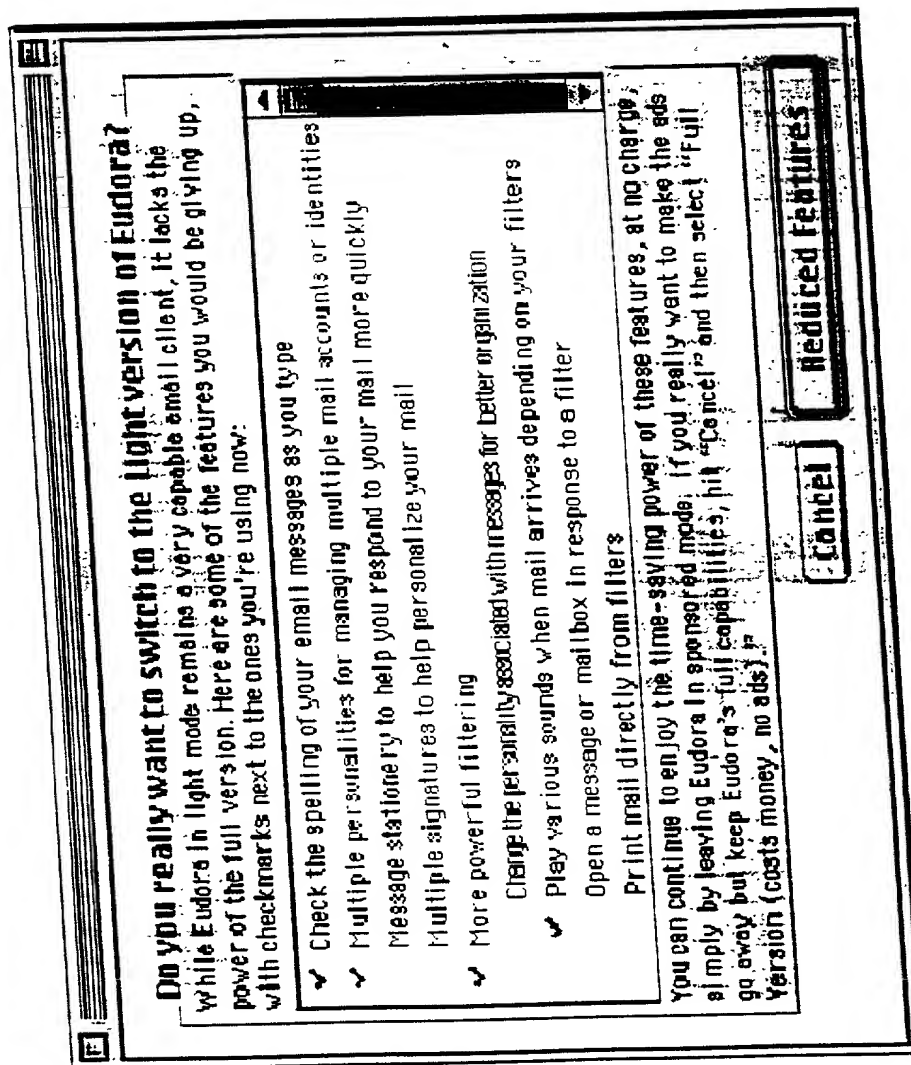 Do you really want to switch to the Light version of Eudora?
While Eudora in light mode remains a very capable email client, it lacks the
power of the full version. Here are some of the features you would be giving up,
with checkmarks next to the ones you're using now:
✓ Check the spelling of your email messages as you type
✓ Multiple personalities for managing multiple mail accounts or identities
Message stationery to help you respond to your mail more quickly
Multiple signatures to help personalize your mail
✓ More powerful filtering
Change the personality associated with messages for better organization
✓ Play various sounds when mail arrives depending on your filters
Open a message or mailbox in response to a filter
Print mail directly from filters
You can continue to enjoy the time-saving power of these features, at no charge,
simply by leaving Eudora in sponsored mode. If you really want to make the ads
go away but keep Eudora's full capabilities, hit "Cancel" and then select "Full
Version (costs money, no ads)."
Cancel
Reduced Features